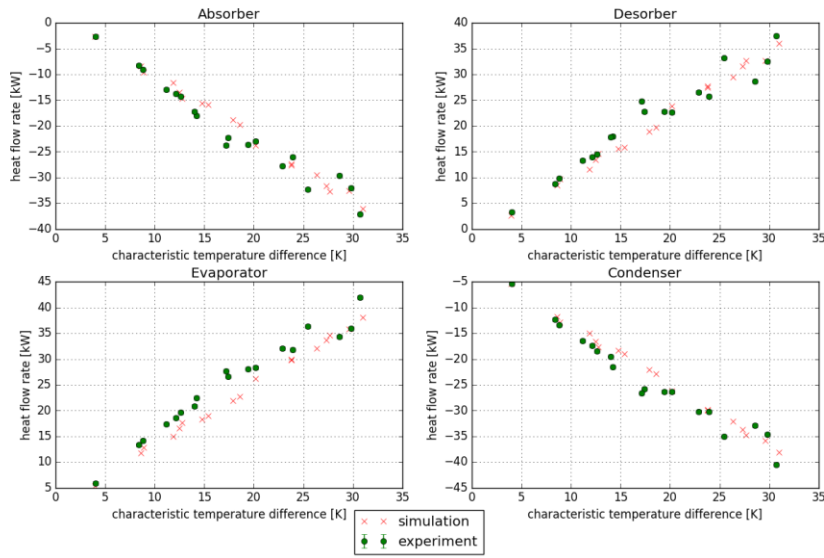 Absorber
0
−5
−10
−15
−20
−25
−30
−35
−40
heat flow rate [kW]
0 5 10 15 20 25 30 35
characteristic temperature difference [K]
Desorber
40
35
30
25
20
15
10
5
0
heat flow rate [kW]
0 5 10 15 20 25 30 35
characteristic temperature difference [K]
Evaporator
45
40
35
30
25
20
15
10
5
heat flow rate [kW]
0 5 10 15 20 25 30 35
characteristic temperature difference [K]
Condenser
−5
−10
−15
−20
−25
−30
−35
−40
−45
heat flow rate [kW]
0 5 10 15 20 25 30 35
characteristic temperature difference [K]
simulation
experiment